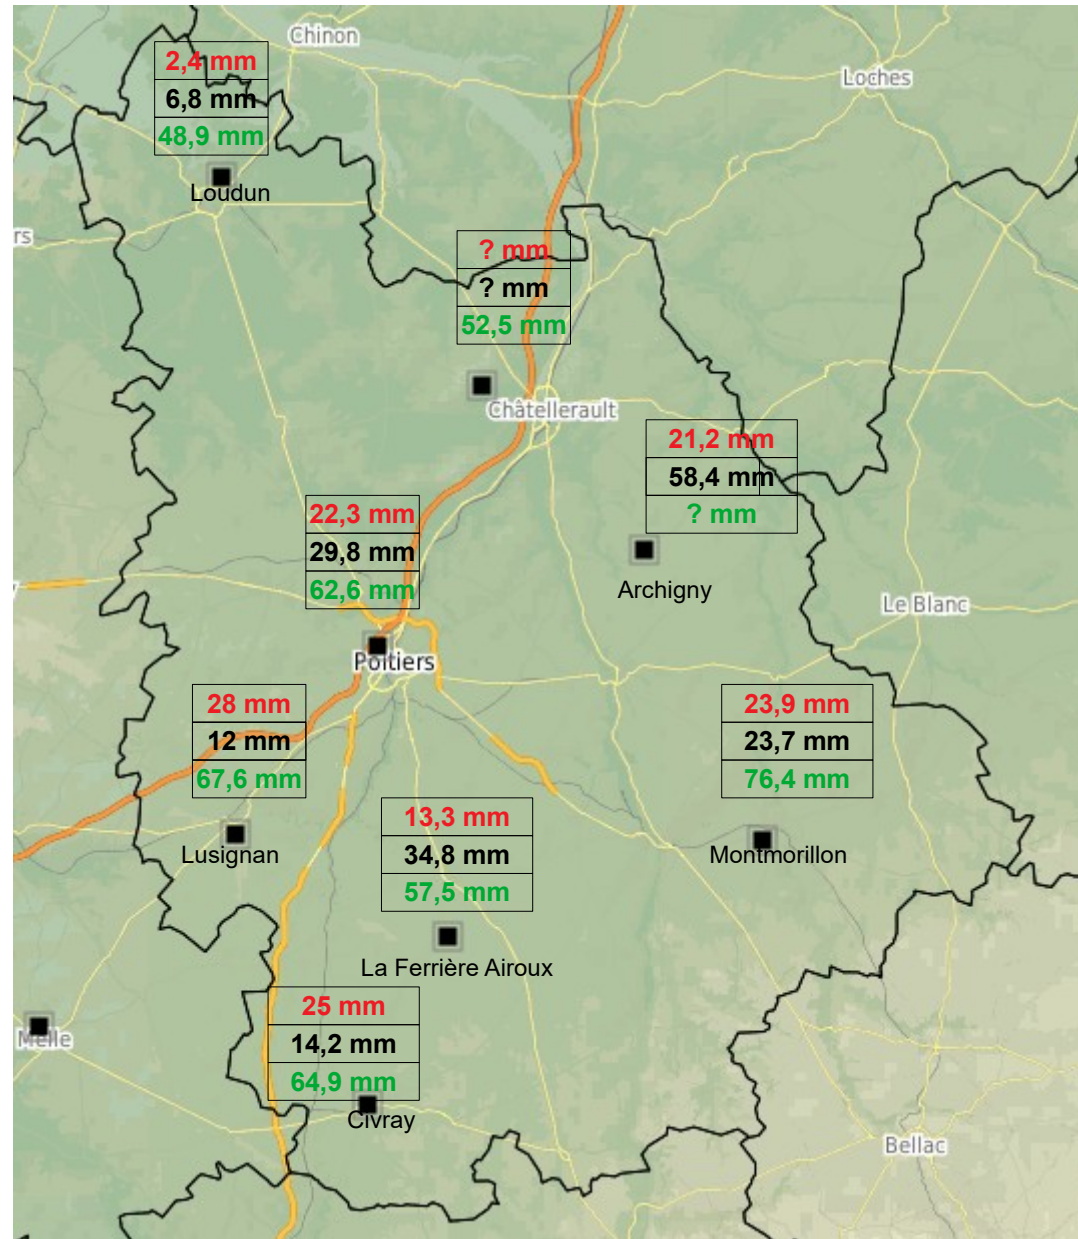 Chinon
2,4 mm
6,8 mm
48,9 mm
Loches
Loudun
rs
? mm
? mm
52,5 mm
Châtellerault
21,2 mm
58,4 mm
? mm
22,3 mm
29,8 mm
62,6 mm
Archigny
Le Blanc
Poitiers
28 mm
12 mm
67,6 mm
23,9 mm
23,7 mm
76,4 mm
13,3 mm
34,8 mm
57,5 mm
Lusignan
Montmorillon
La Ferrière Airoux
25 mm
14,2 mm
64,9 mm
Melle
Civray
Bellac